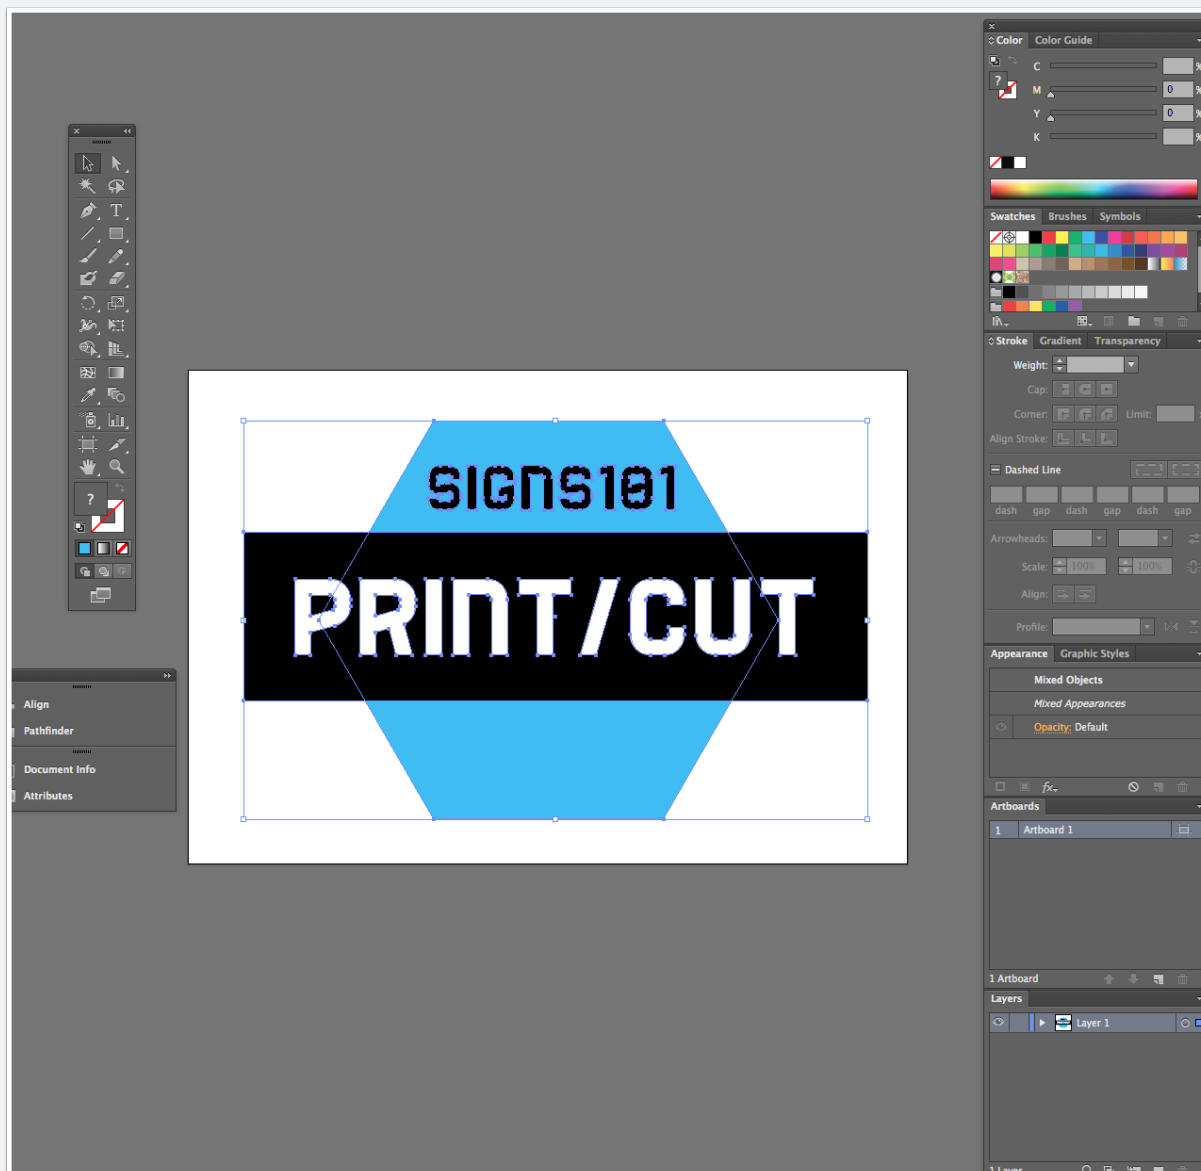 Color Color Guide
C %
M 0 %
Y 0 %
K %
?
Swatches Brushes Symbols
Stroke Gradient Transparency
Weight:
Cap:
Corner: Limit:
Align Stroke:
Dashed Line
dash gap dash gap dash gap
Arrowheads:
Scale: 100% 100%
Align:
Profile:
Appearance Graphic Styles
Mixed Objects
Mixed Appearances
Opacity: Default
fx
Artboards
1 Artboard 1
1 Artboard
Layers
Layer 1
1 Layer
T
?
Align
Pathfinder
Document Info
Attributes
SIGNS101
PRINT/CUT